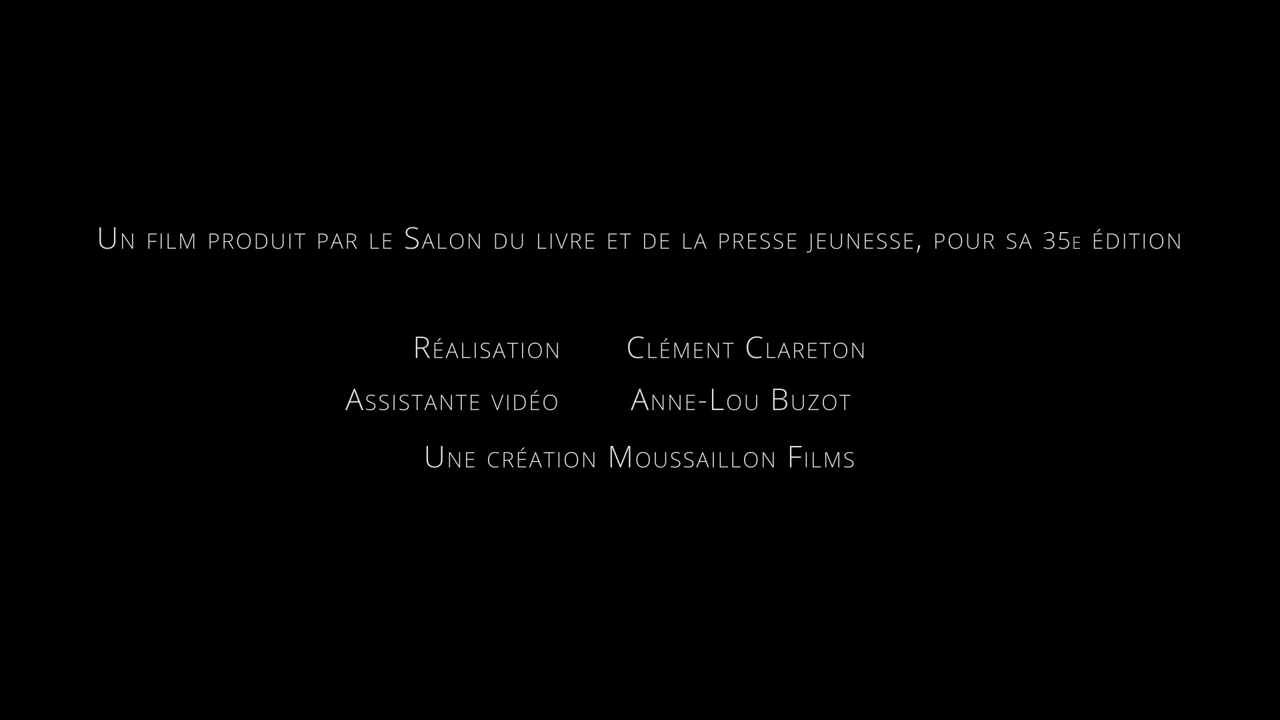 Un film produit par le Salon du livre et de la presse jeunesse, pour sa 35e édition
Réalisation Clément Clareton
Assistante vidéo Anne-Lou Buzot
Une création Moussaillon Films